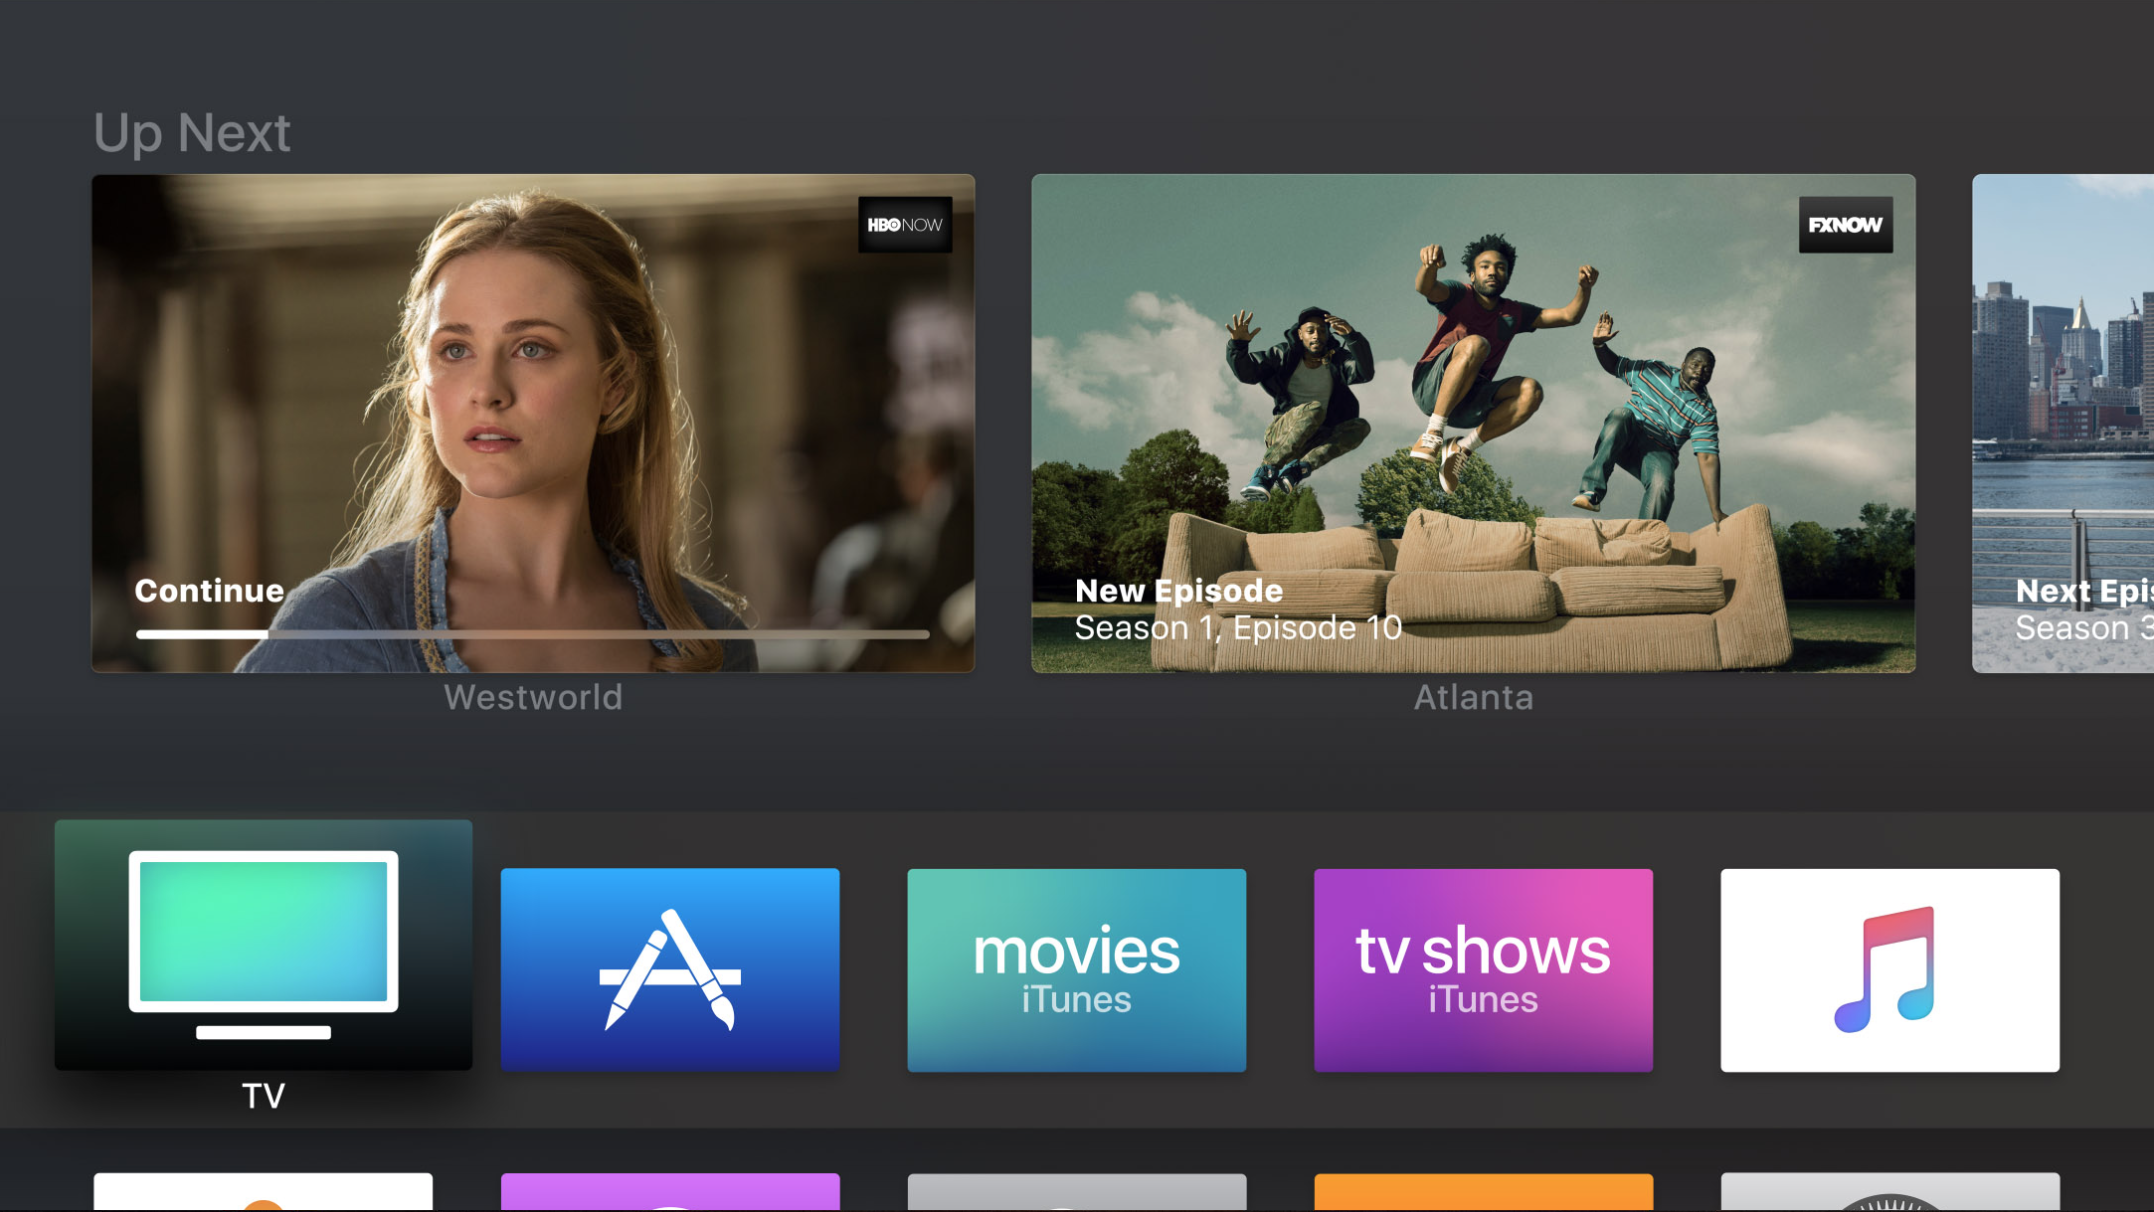 Up Next
HBO NOW
Continue
Westworld
FXNOW
New Episode
Season 1, Episode 10
Atlanta
Next Epi
Season 3
TV
movies
iTunes
tv shows
iTunes